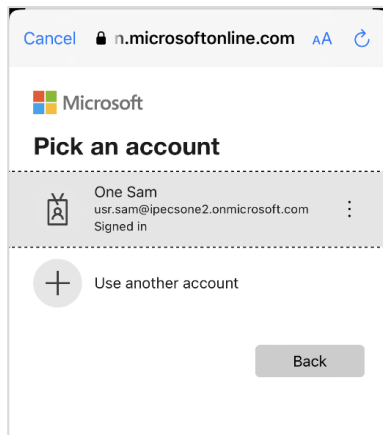 Cancel n.microsoftonline.com AA
Microsoft
Pick an account
One Sam
usr.sam@ipecsone2.onmicrosoft.com
Signed in
Use another account
Back